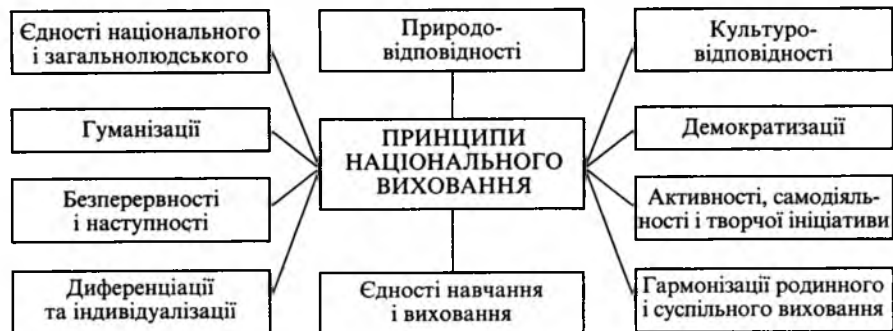 Єдності національного
і загальнолюдського
Природо-
відповідності
Культуро-
відповідності
Гуманізації
ПРИНЦИПИ
НАЦІОНАЛЬНОГО
ВИХОВАННЯ
Демократизації
Безперервності
і наступності
Активності, самодіяль-
ності і творчої ініціативи
Диференціації
та індивідуалізації
Єдності навчання
і виховання
Гармонізації родинного
і суспільного виховання